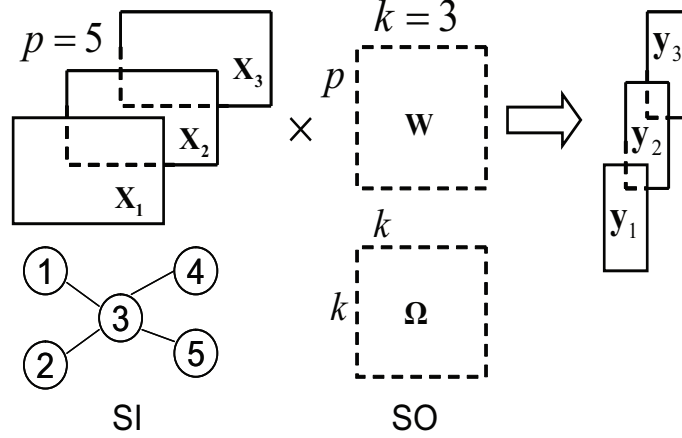 p = 5
k = 3
X₃
X₂
X₁
×
p
W
y₃
y₂
y₁
k
k
Ω
1
4
3
2
5
SI
SO